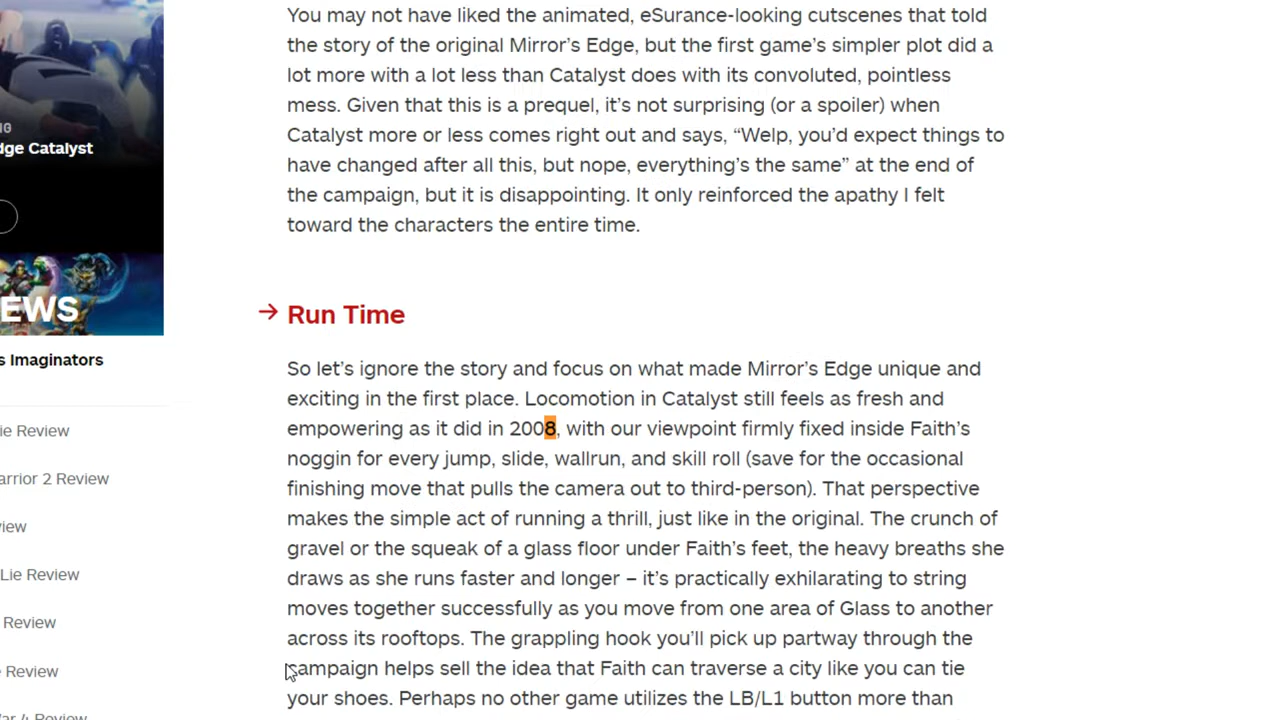 You may not have liked the animated, eSurance-looking cutscenes that told
the story of the original Mirror's Edge, but the first game's simpler plot did a
lot more with a lot less than Catalyst does with its convoluted, pointless
mess. Given that this is a prequel, it's not surprising (or a spoiler) when
Catalyst more or less comes right out and says, “Welp, you'd expect things to
have changed after all this, but nope, everything's the same” at the end of
the campaign, but it is disappointing. It only reinforced the apathy I felt
toward the characters the entire time.
NG
dge Catalyst
EWS
s Imaginators
ie Review
arrior 2 Review
view
Lie Review
Review
e Review
War 4 Review
→ Run Time
So let's ignore the story and focus on what made Mirror's Edge unique and
exciting in the first place. Locomotion in Catalyst still feels as fresh and
empowering as it did in 2008, with our viewpoint firmly fixed inside Faith's
noggin for every jump, slide, wallrun, and skill roll (save for the occasional
finishing move that pulls the camera out to third-person). That perspective
makes the simple act of running a thrill, just like in the original. The crunch of
gravel or the squeak of a glass floor under Faith's feet, the heavy breaths she
draws as she runs faster and longer – it's practically exhilarating to string
moves together successfully as you move from one area of Glass to another
across its rooftops. The grappling hook you'll pick up partway through the
campaign helps sell the idea that Faith can traverse a city like you can tie
your shoes. Perhaps no other game utilizes the LB/L1 button more than